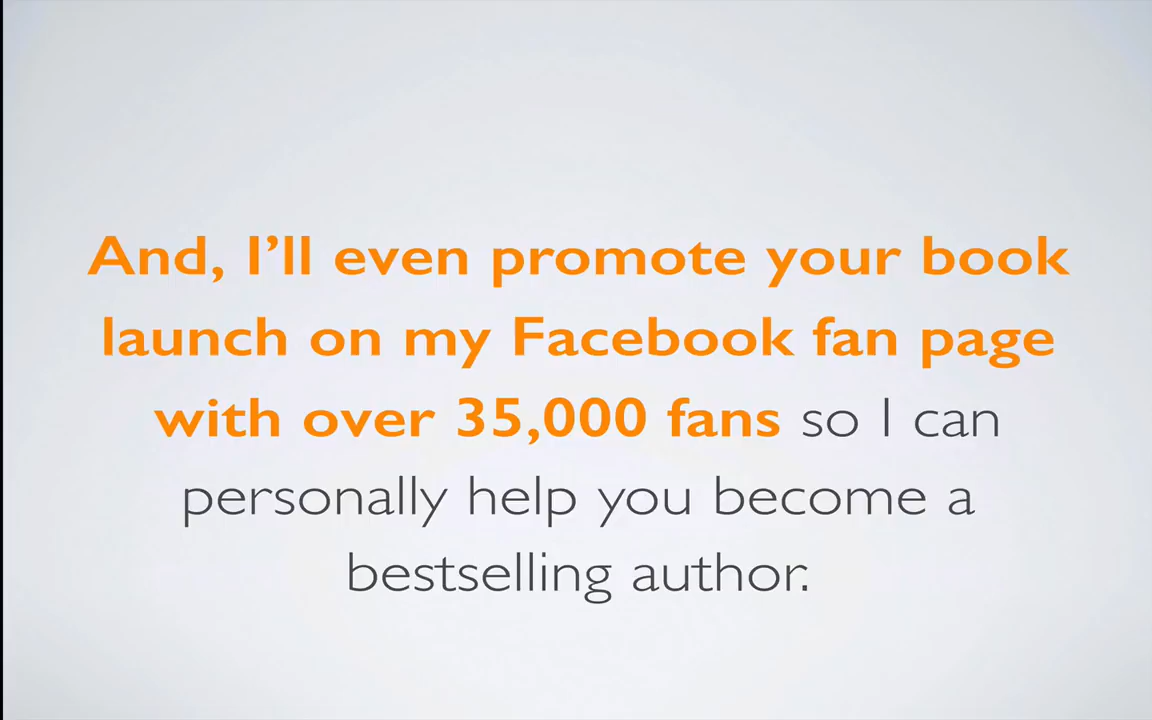 And, I’ll even promote your book
launch on my Facebook fan page
with over 35,000 fans so I can
personally help you become a
bestselling author.